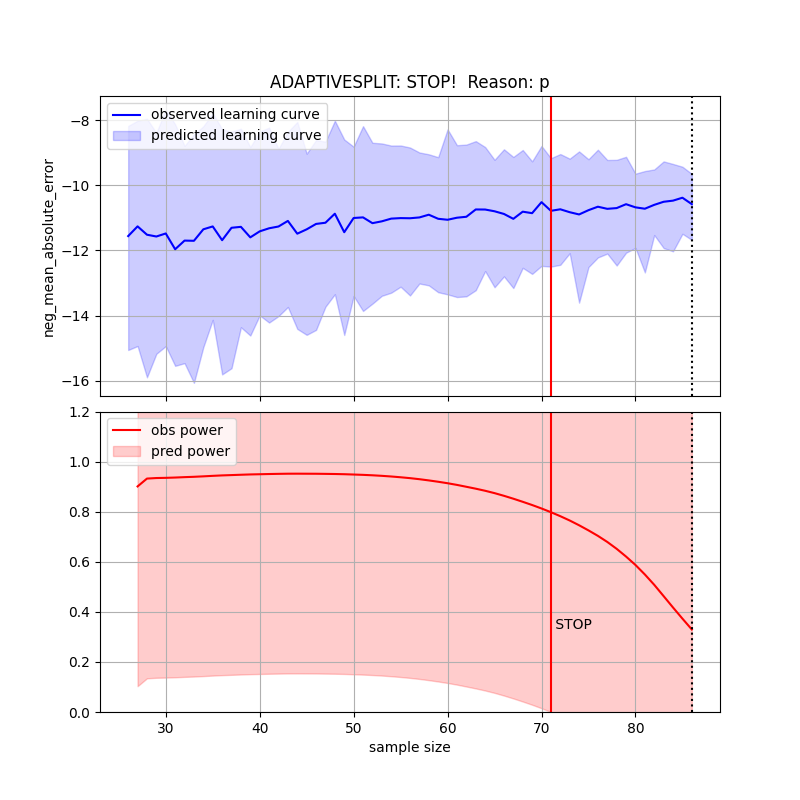 ADAPTIVESPLIT: STOP!  Reason: p
observed learning curve
predicted learning curve
neg_mean_absolute_error
−8
−10
−12
−14
−16
obs power
pred power
1.2
1.0
0.8
0.6
0.4
0.2
0.0
STOP
30 40 50 60 70 80
sample size